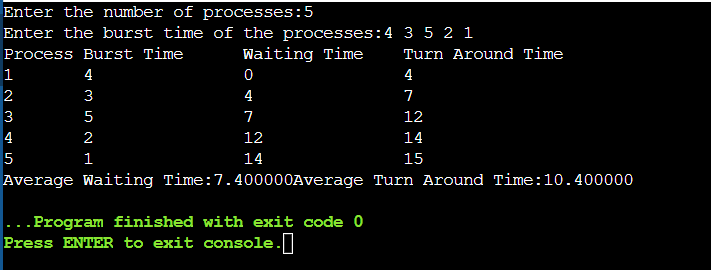 Enter the number of processes:5
Enter the burst time of the processes:4 3 5 2 1
Process Burst Time Waiting Time Turn Around Time
1 4 0 4
2 3 4 7
3 5 7 12
4 2 12 14
5 1 14 15
Average Waiting Time:7.400000Average Turn Around Time:10.400000
...Program finished with exit code 0
Press ENTER to exit console.